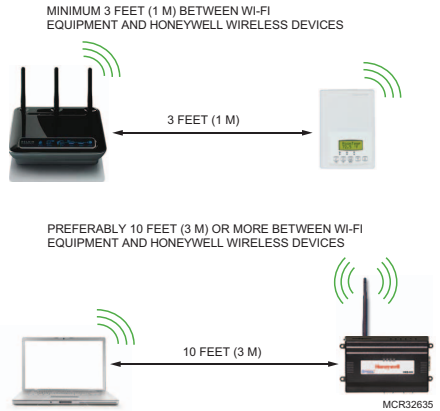 MINIMUM 3 FEET (1 M) BETWEEN WI-FI
EQUIPMENT AND HONEYWELL WIRELESS DEVICES
3 FEET (1 M)
PREFERABLY 10 FEET (3 M) OR MORE BETWEEN WI-FI
EQUIPMENT AND HONEYWELL WIRELESS DEVICES
10 FEET (3 M)
Honeywell
MCR32635